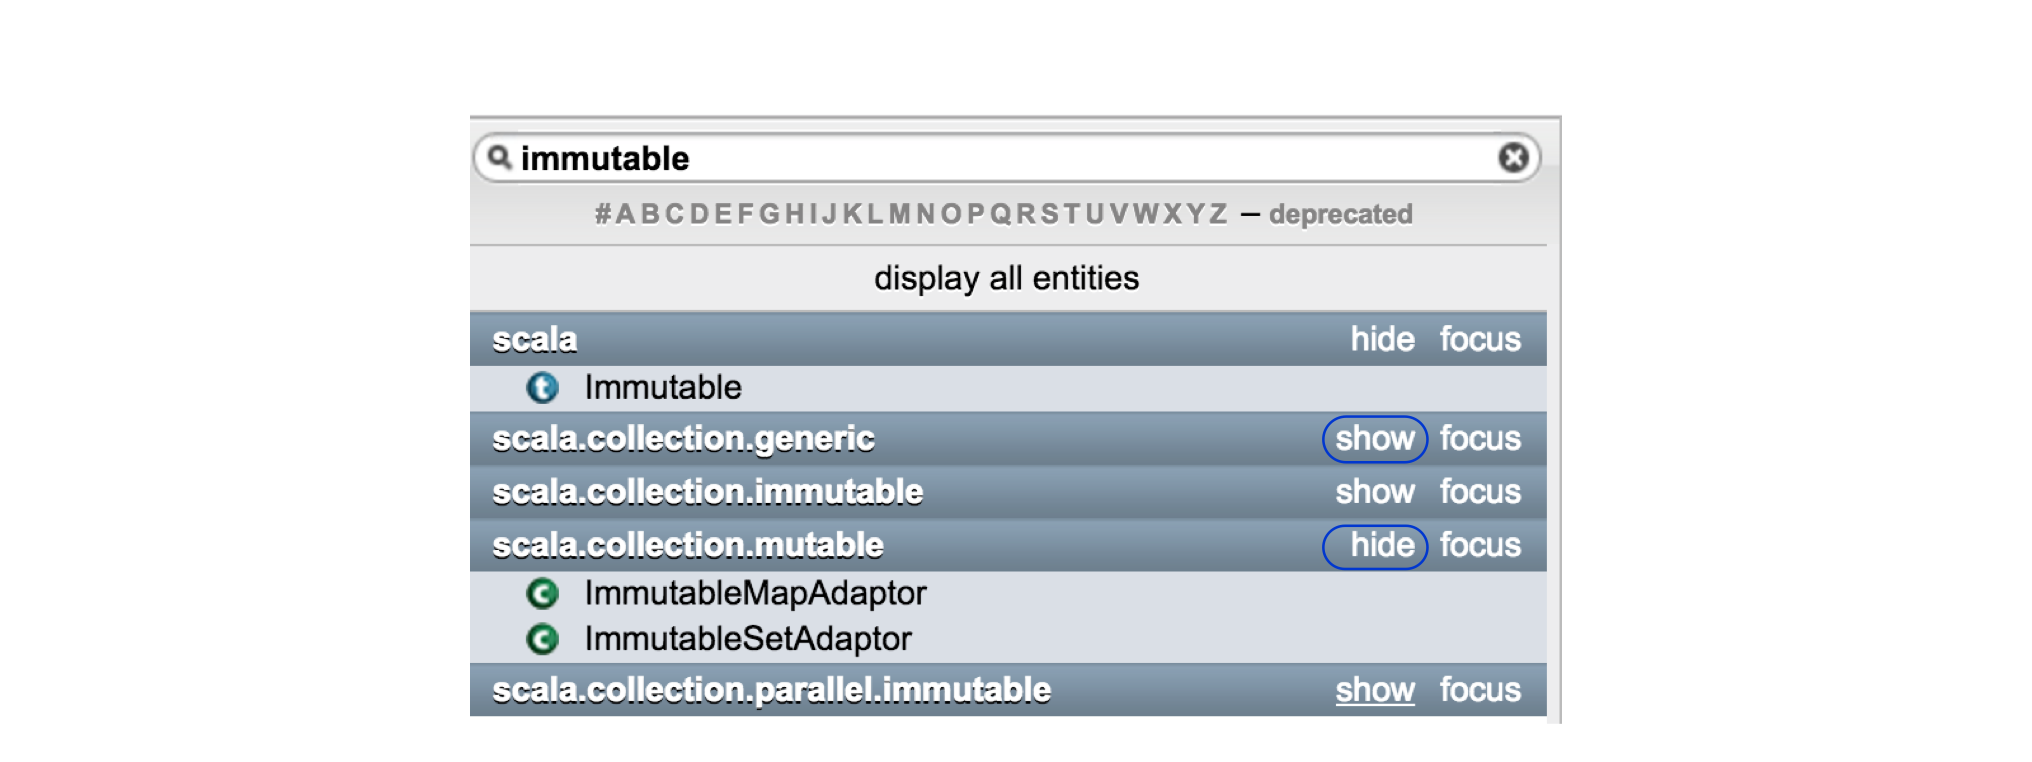 immutable
# A B C D E F G H I J K L M N O P Q R S T U V W X Y Z – deprecated
display all entities
scala hide focus
t Immutable
scala.collection.generic show focus
scala.collection.immutable show focus
scala.collection.mutable hide focus
C ImmutableMapAdaptor
C ImmutableSetAdaptor
scala.collection.parallel.immutable show focus